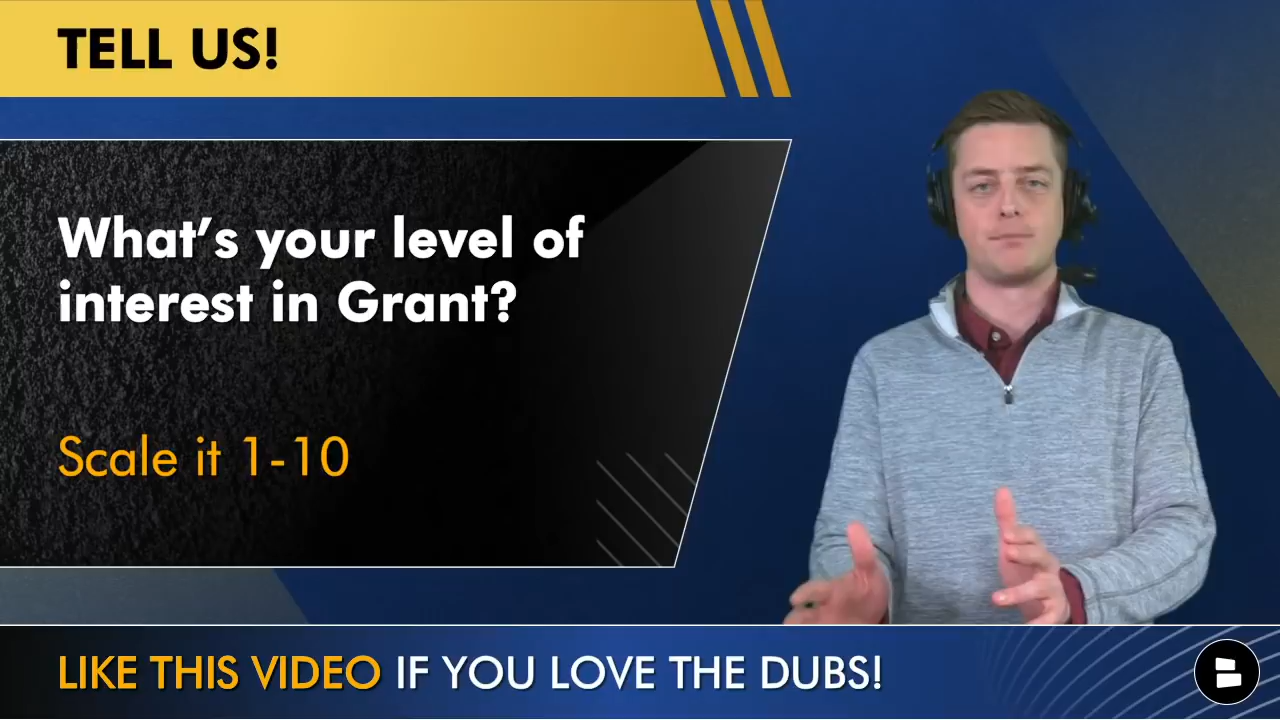 TELL US!
What's your level of
interest in Grant?
Scale it 1-10
LIKE THIS VIDEO IF YOU LOVE THE DUBS!